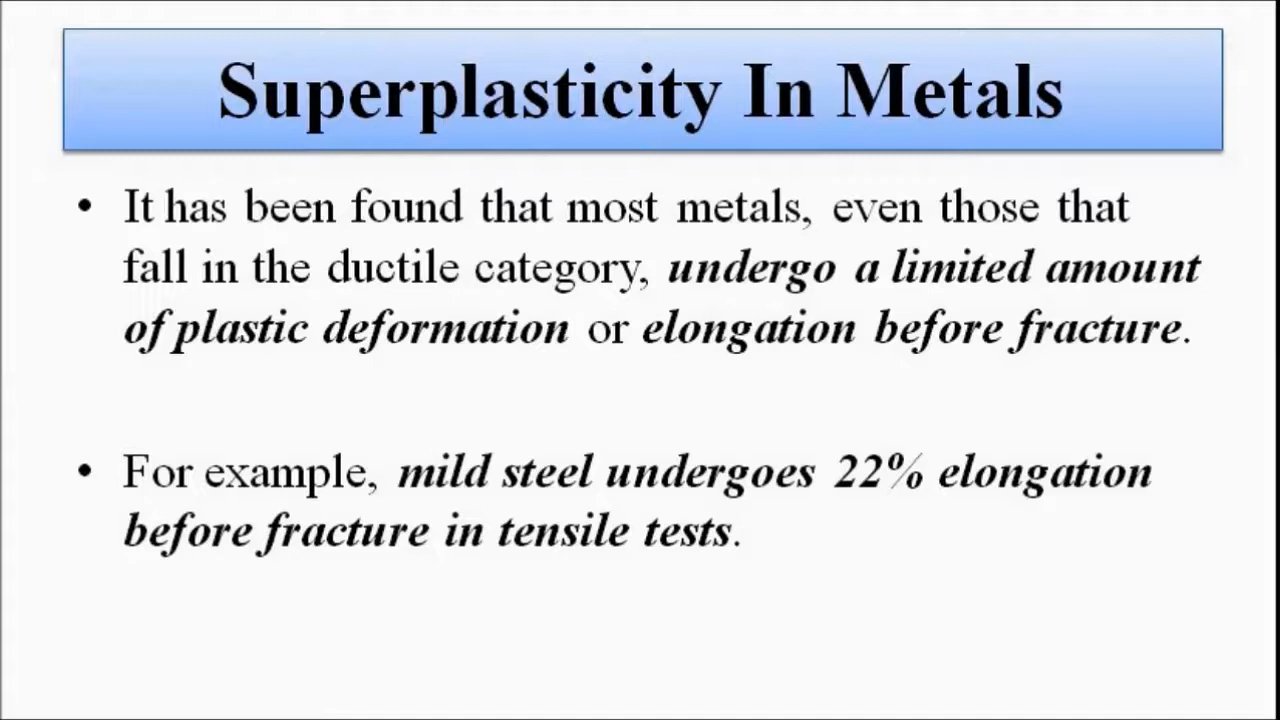 Superplasticity In Metals
• It has been found that most metals, even those that
fall in the ductile category, undergo a limited amount
of plastic deformation or elongation before fracture.
• For example, mild steel undergoes 22% elongation
before fracture in tensile tests.